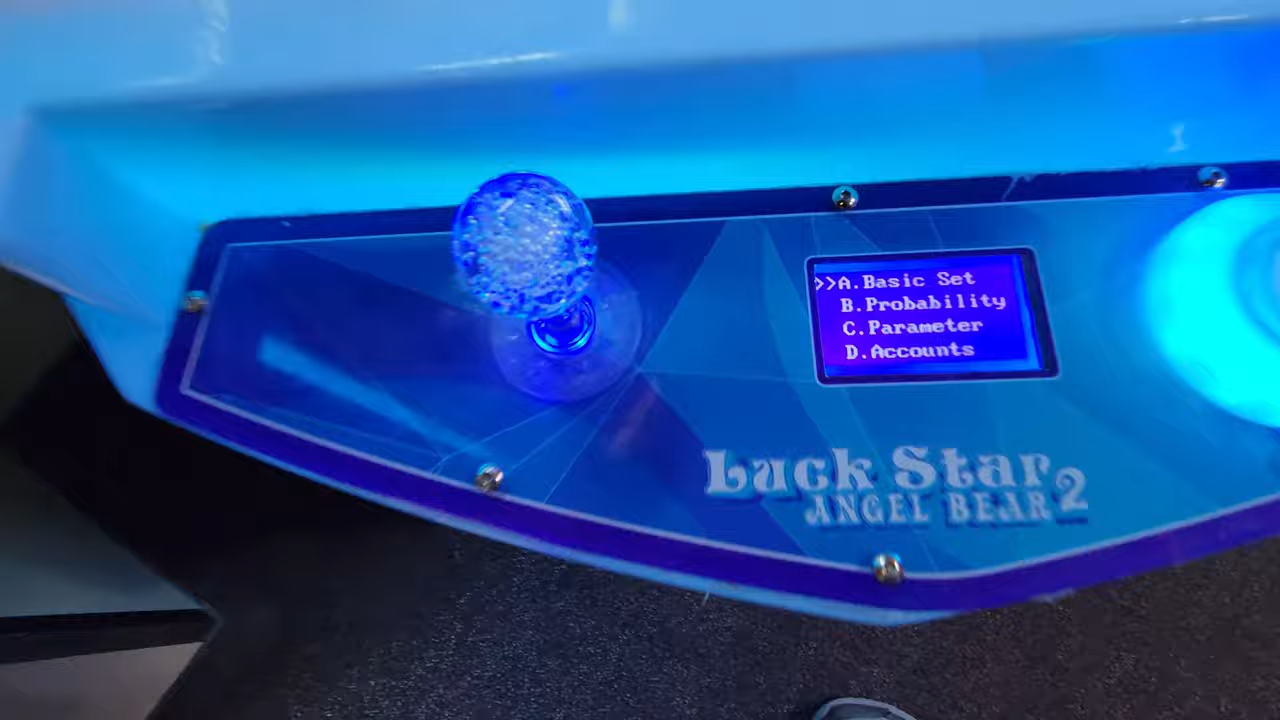 >>A.Basic Set
B.Probability
C.Parameter
D.Accounts
Luck Star 2
ANGEL BEAR